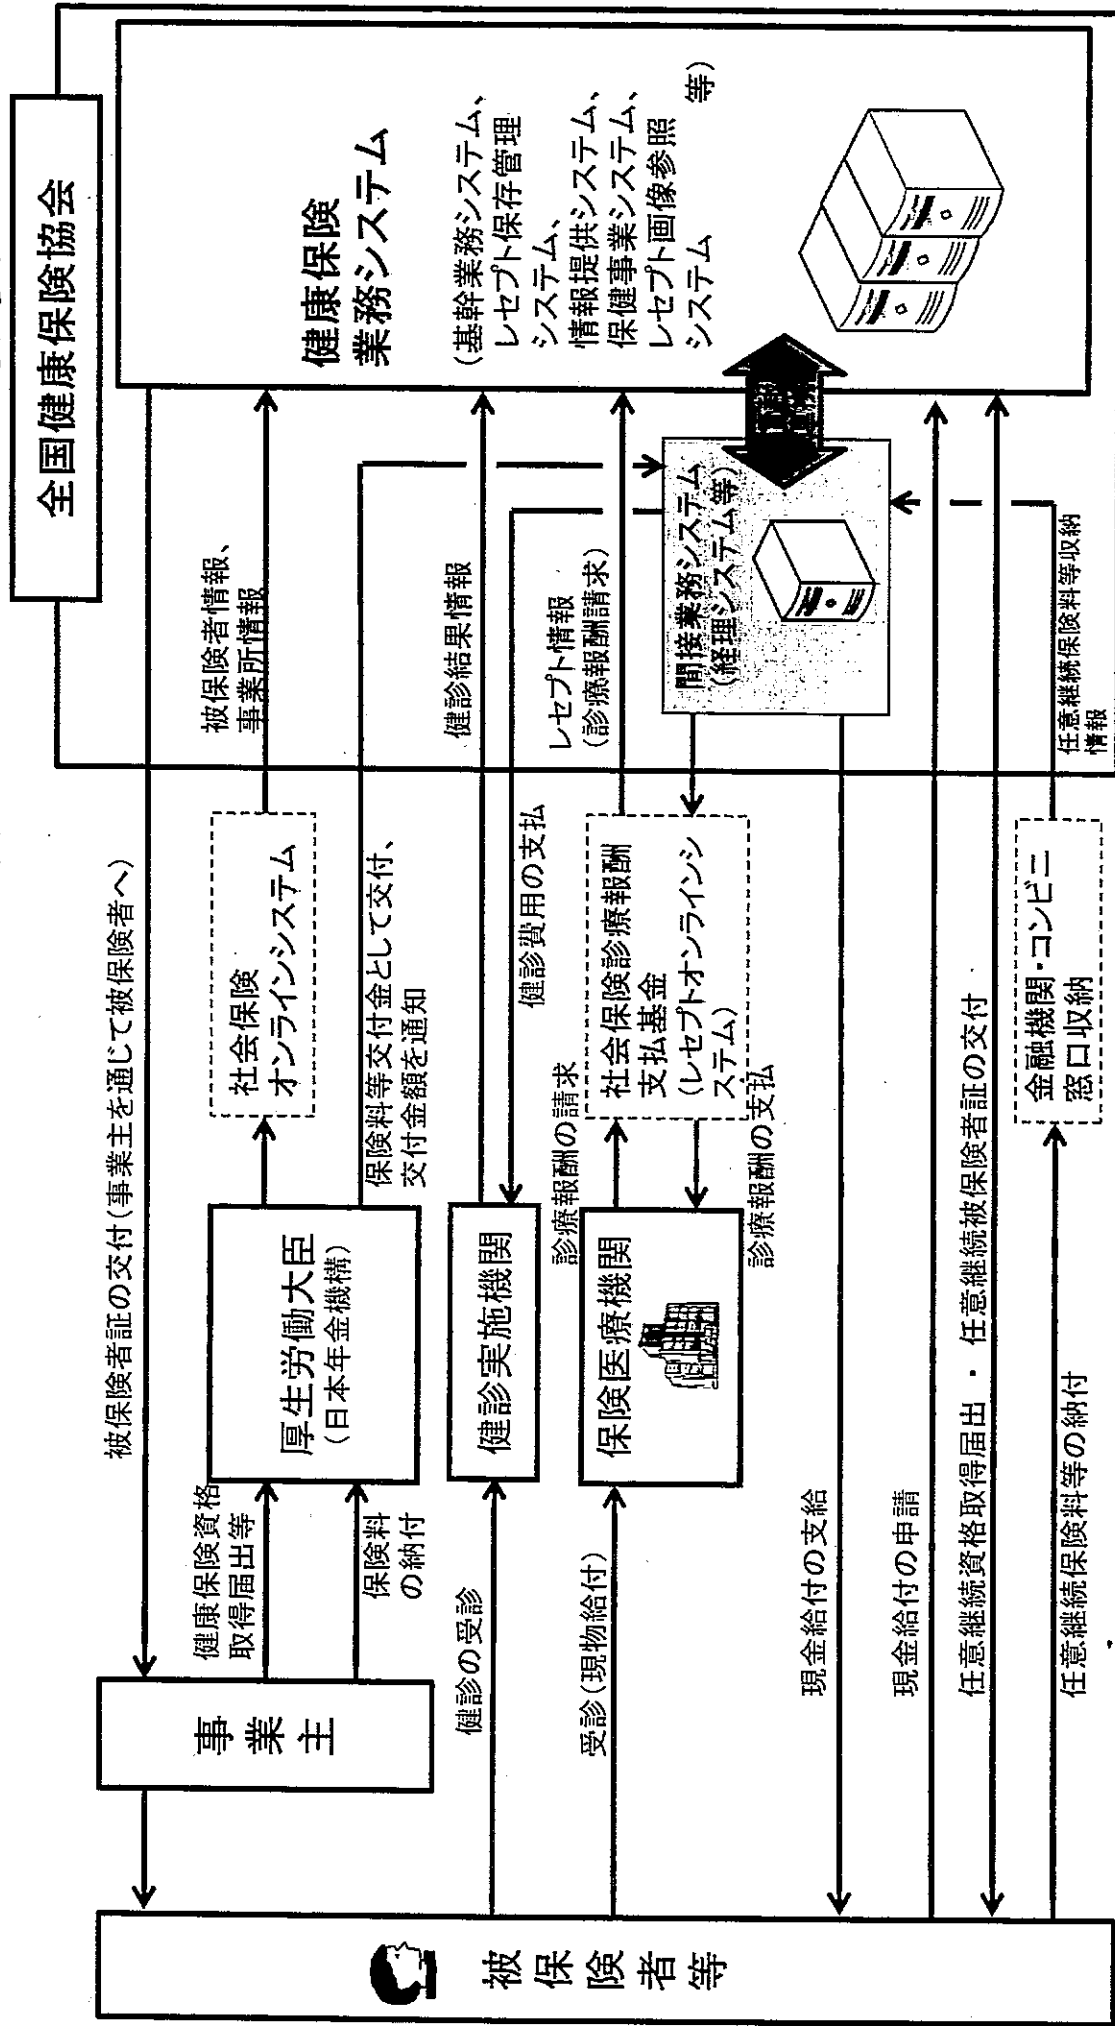 全国健康保険協会
健康保険
業務システム
(基幹業務システム、
レセプト保存管理
システム、
情報提供システム、
保健事業システム、
レセプト画像参照
システム 等)
被保険者証の交付(事業主を通じて被保険者へ)
被保険者情報、
事業所情報
社会保険
オンラインシステム
厚生労働大臣
(日本年金機構)
健康保険資格
取得届出等
保険料
の納付
事業主
保険料等交付金として交付、
交付金額を通知
健診結果情報
健診費用の支払
健診実施機関
健診の受診
レセプト情報
(診療報酬請求)
社会保険診療報酬
支払基金
(レセプトオンラインシ
ステム)
診療報酬の請求
診療報酬の支払
保険医療機関
受診(現物給付)
間接業務システム
(経理システム等)
現金給付の支給
現金給付の申請
任意継続資格取得届出・任意継続被保険者証の交付
任意継続保険料等収納
情報
金融機関・コンビニ
窓口収納
任意継続保険料等の納付
被保険者等